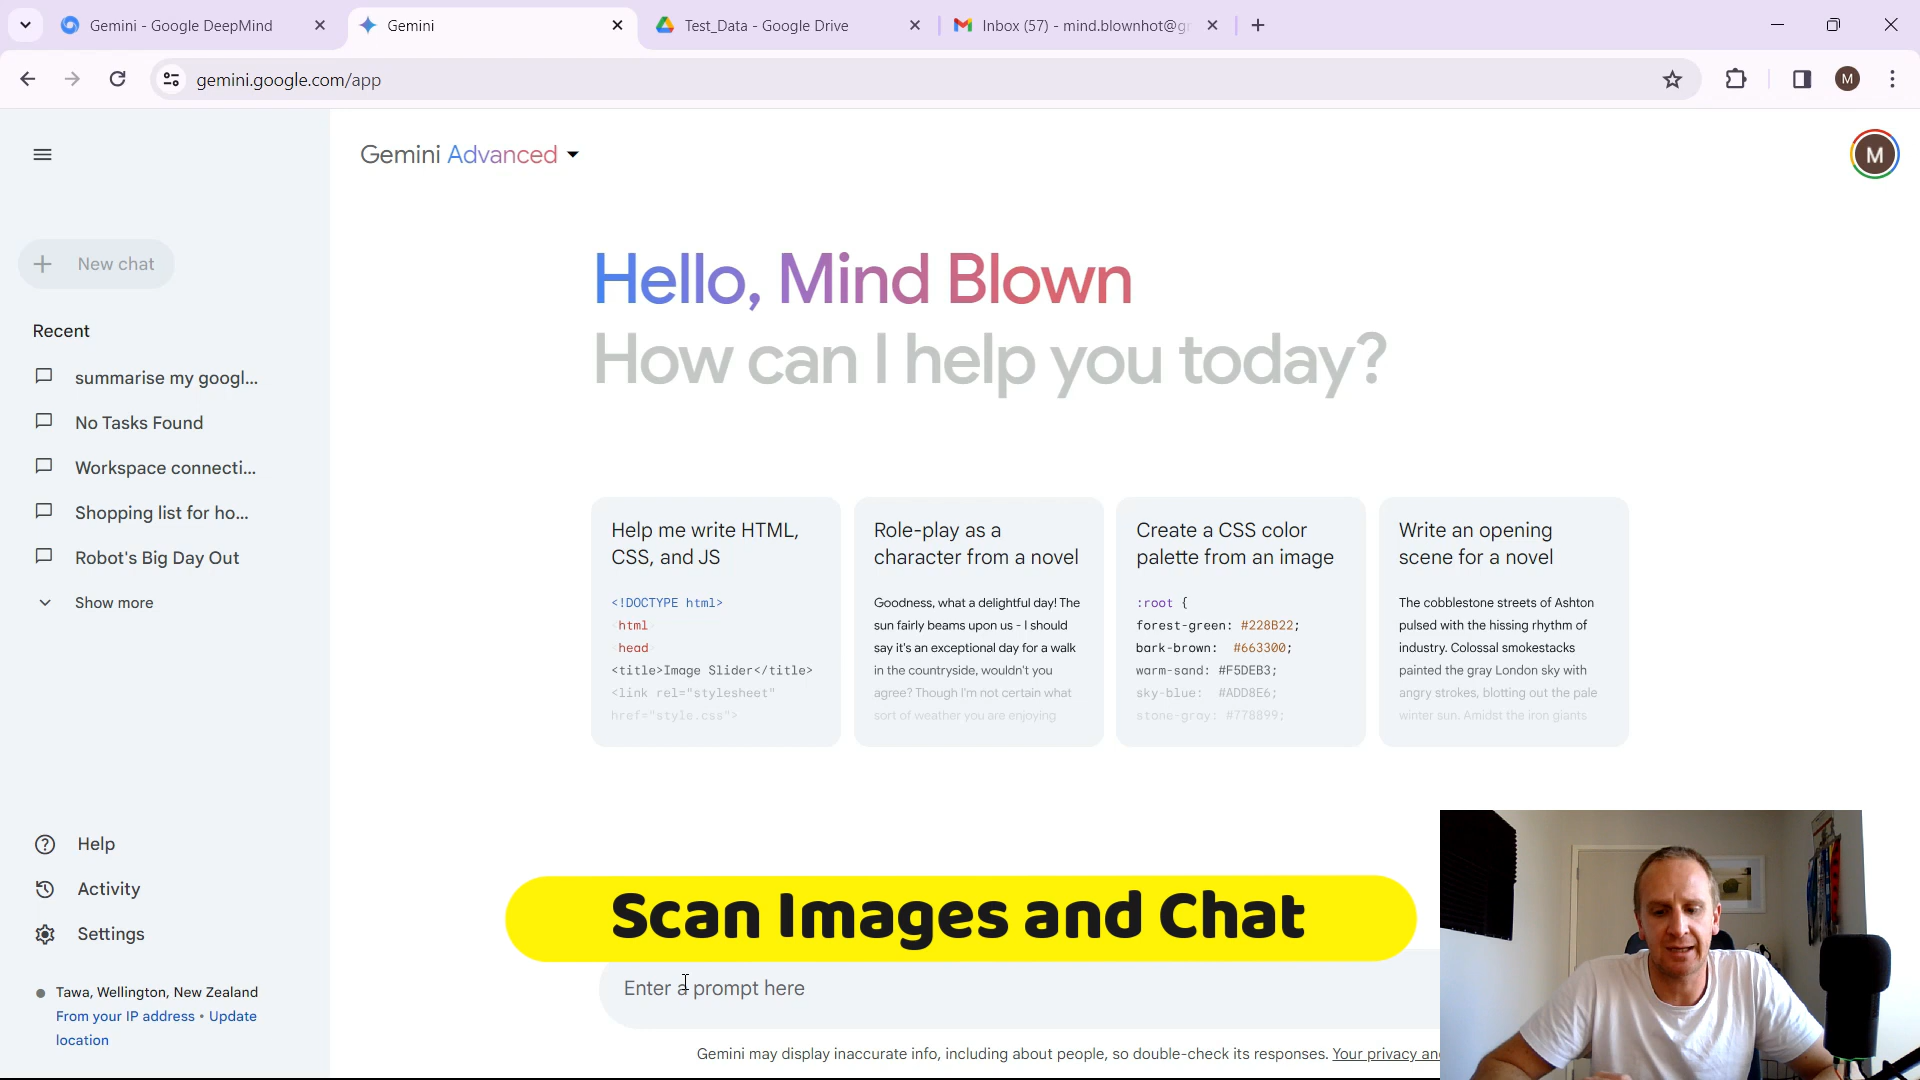 Gemini - Google DeepMind
Gemini
Test_Data - Google Drive
Inbox (57) - mind.blownhot@g
gemini.google.com/app
M
Gemini Advanced
M
New chat
Recent
summarise my googl...
No Tasks Found
Workspace connecti...
Shopping list for ho...
Robot's Big Day Out
Show more
Hello, Mind Blown
How can I help you today?
Help me write HTML,
CSS, and JS
<!DOCTYPE html>
html
head
<title>Image Slider</title>
<link rel="stylesheet"
href="style.css">
Role-play as a
character from a novel
Goodness, what a delightful day! The
sun fairly beams upon us - I should
say it's an exceptional day for a walk
in the countryside, wouldn't you
agree? Though I'm not certain what
sort of weather you are enjoying
Create a CSS color
palette from an image
:root {
forest-green: #228B22;
bark-brown: #663300;
warm-sand: #F5DEB3;
sky-blue: #ADD8E6;
stone-gray: #778899;
Write an opening
scene for a novel
The cobblestone streets of Ashton
pulsed with the hissing rhythm of
industry. Colossal smokestacks
painted the gray London sky with
angry strokes, blotting out the pale
winter sun. Amidst the iron giants
Help
Activity
Settings
Tawa, Wellington, New Zealand
From your IP address • Update
location
Scan Images and Chat
Enter a prompt here
Gemini may display inaccurate info, including about people, so double-check its responses. Your privacy an